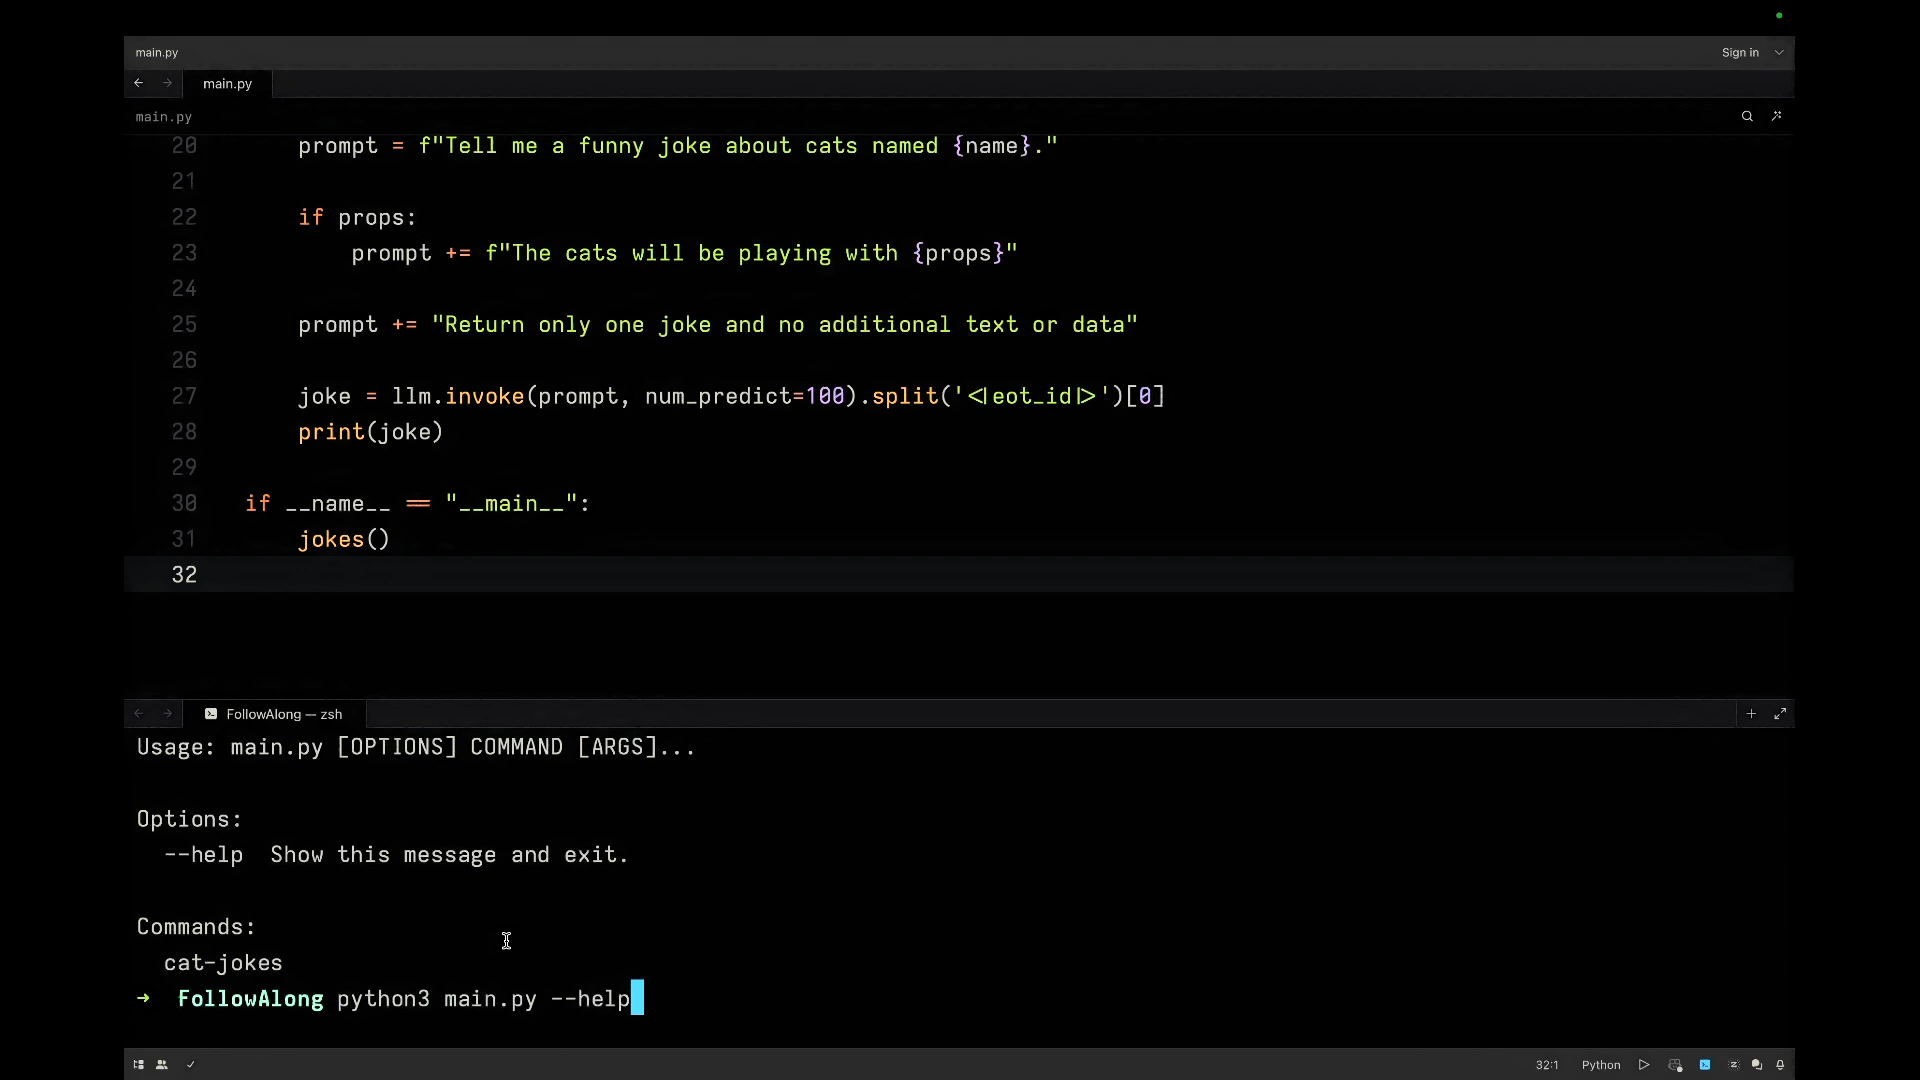 main.py
Sign in
main.py
main.py
20 prompt = f"Tell me a funny joke about cats named {name}."
21
22 if props:
23 prompt += f"The cats will be playing with {props}"
24
25 prompt += "Return only one joke and no additional text or data"
26
27 joke = llm.invoke(prompt, num_predict=100).split('<|eot_id|>')[0]
28 print(joke)
29
30 if __name__ == "__main__":
31 jokes()
32
FollowAlong — zsh
Usage: main.py [OPTIONS] COMMAND [ARGS]...
Options:
--help Show this message and exit.
Commands:
cat-jokes
➜ FollowAlong python3 main.py --help
32:1 Python